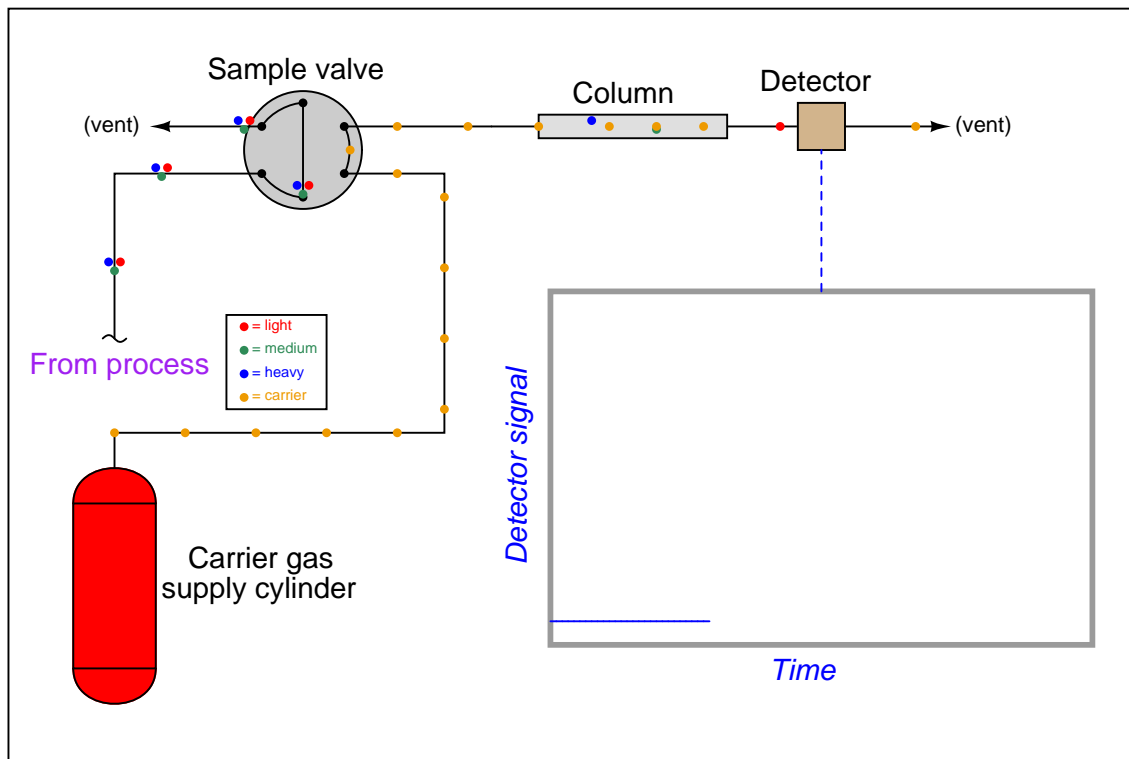 Sample valve
Column
Detector
(vent)
(vent)
= light
= medium
= heavy
= carrier
From process
Detector signal
Carrier gas
supply cylinder
Time